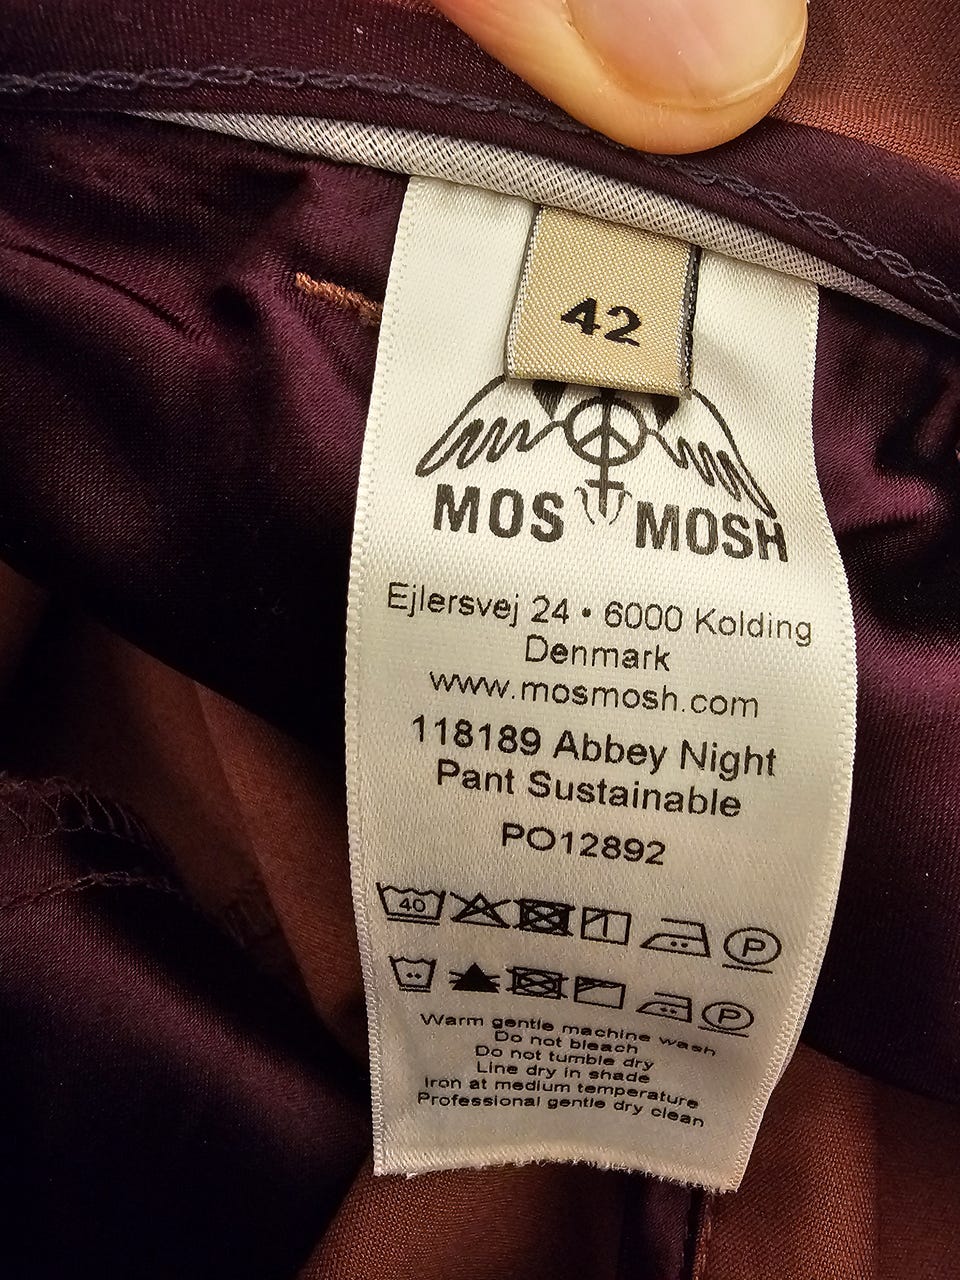 42
MOS MOSH
Ejlersvej 24 • 6000 Kolding
Denmark
www.mosmosh.com
118189 Abbey Night
Pant Sustainable
PO12892
40
P
P
Warm gentle machine wash
Do not bleach
Do not tumble dry
Line dry in shade
Iron at medium temperature
Professional gentle dry clean